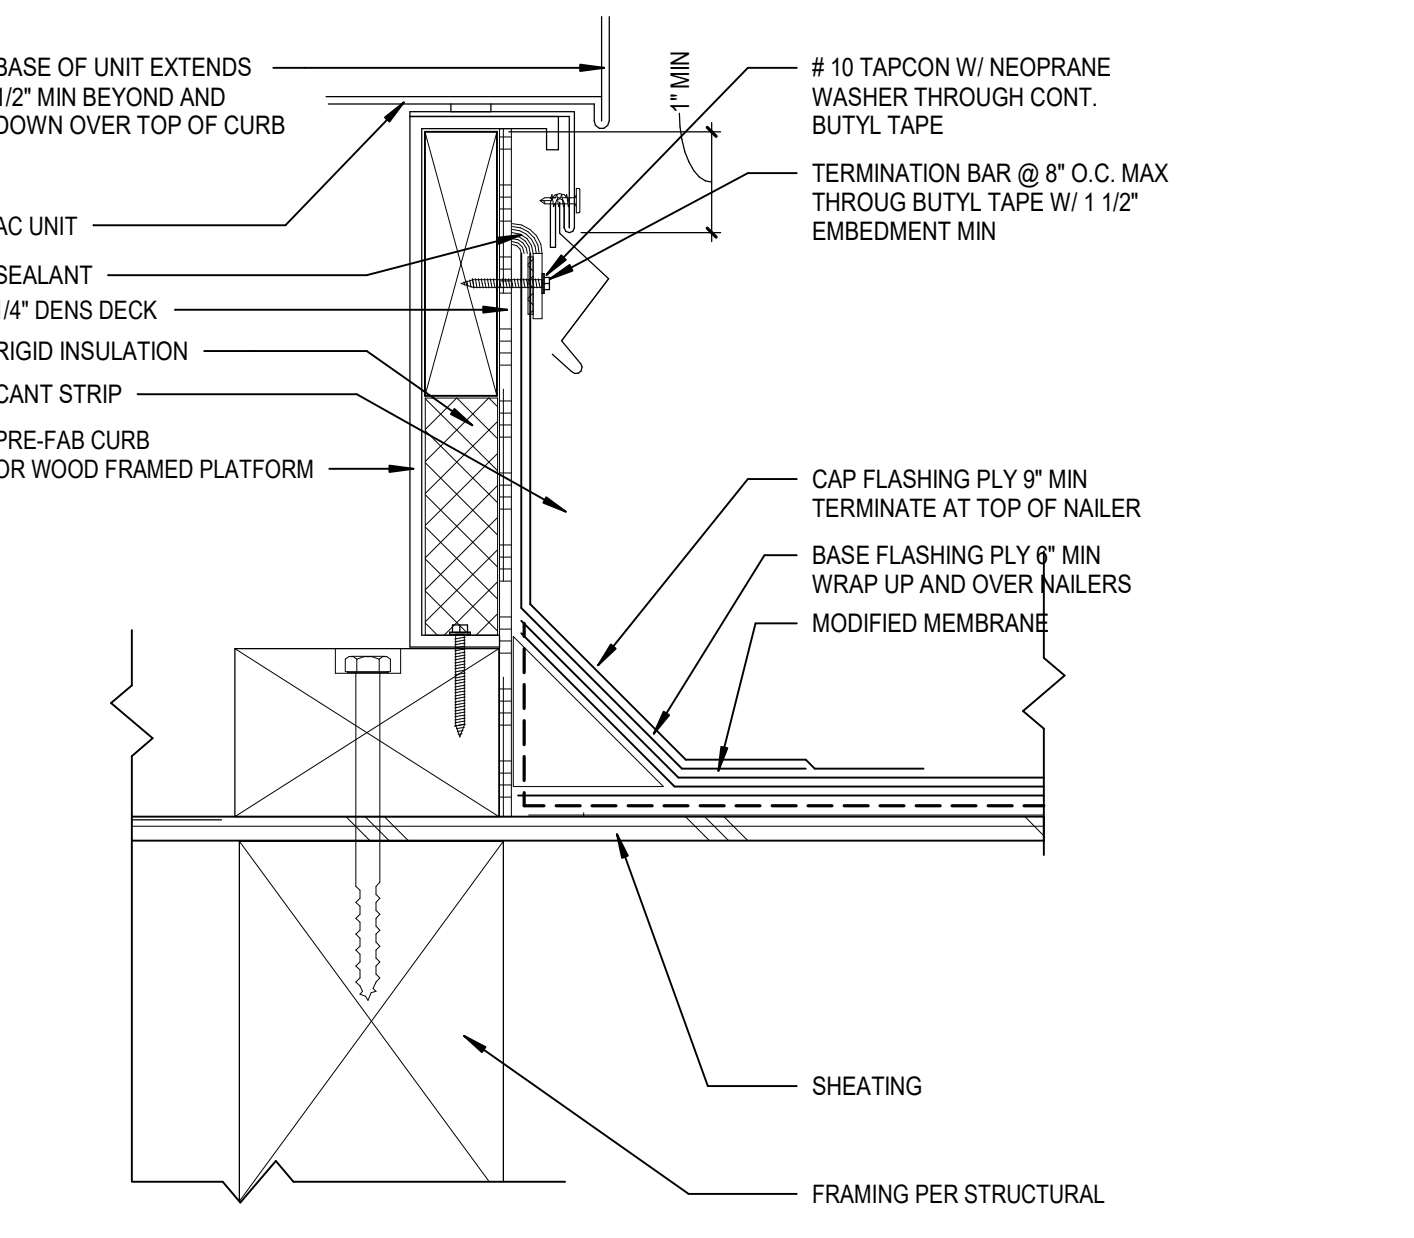 BASE OF UNIT EXTENDS
1/2" MIN BEYOND AND
DOWN OVER TOP OF CURB
AC UNIT
SEALANT
1/4" DENS DECK
RIGID INSULATION
CANT STRIP
PRE-FAB CURB
OR WOOD FRAMED PLATFORM
1" MIN
# 10 TAPCON W/ NEOPRANE
WASHER THROUGH CONT.
BUTYL TAPE
TERMINATION BAR @ 8" O.C. MAX
THROUG BUTYL TAPE W/ 1 1/2"
EMBEDMENT MIN
CAP FLASHING PLY 9" MIN
TERMINATE AT TOP OF NAILER
BASE FLASHING PLY 6" MIN
WRAP UP AND OVER NAILERS
MODIFIED MEMBRANE
SHEATING
FRAMING PER STRUCTURAL